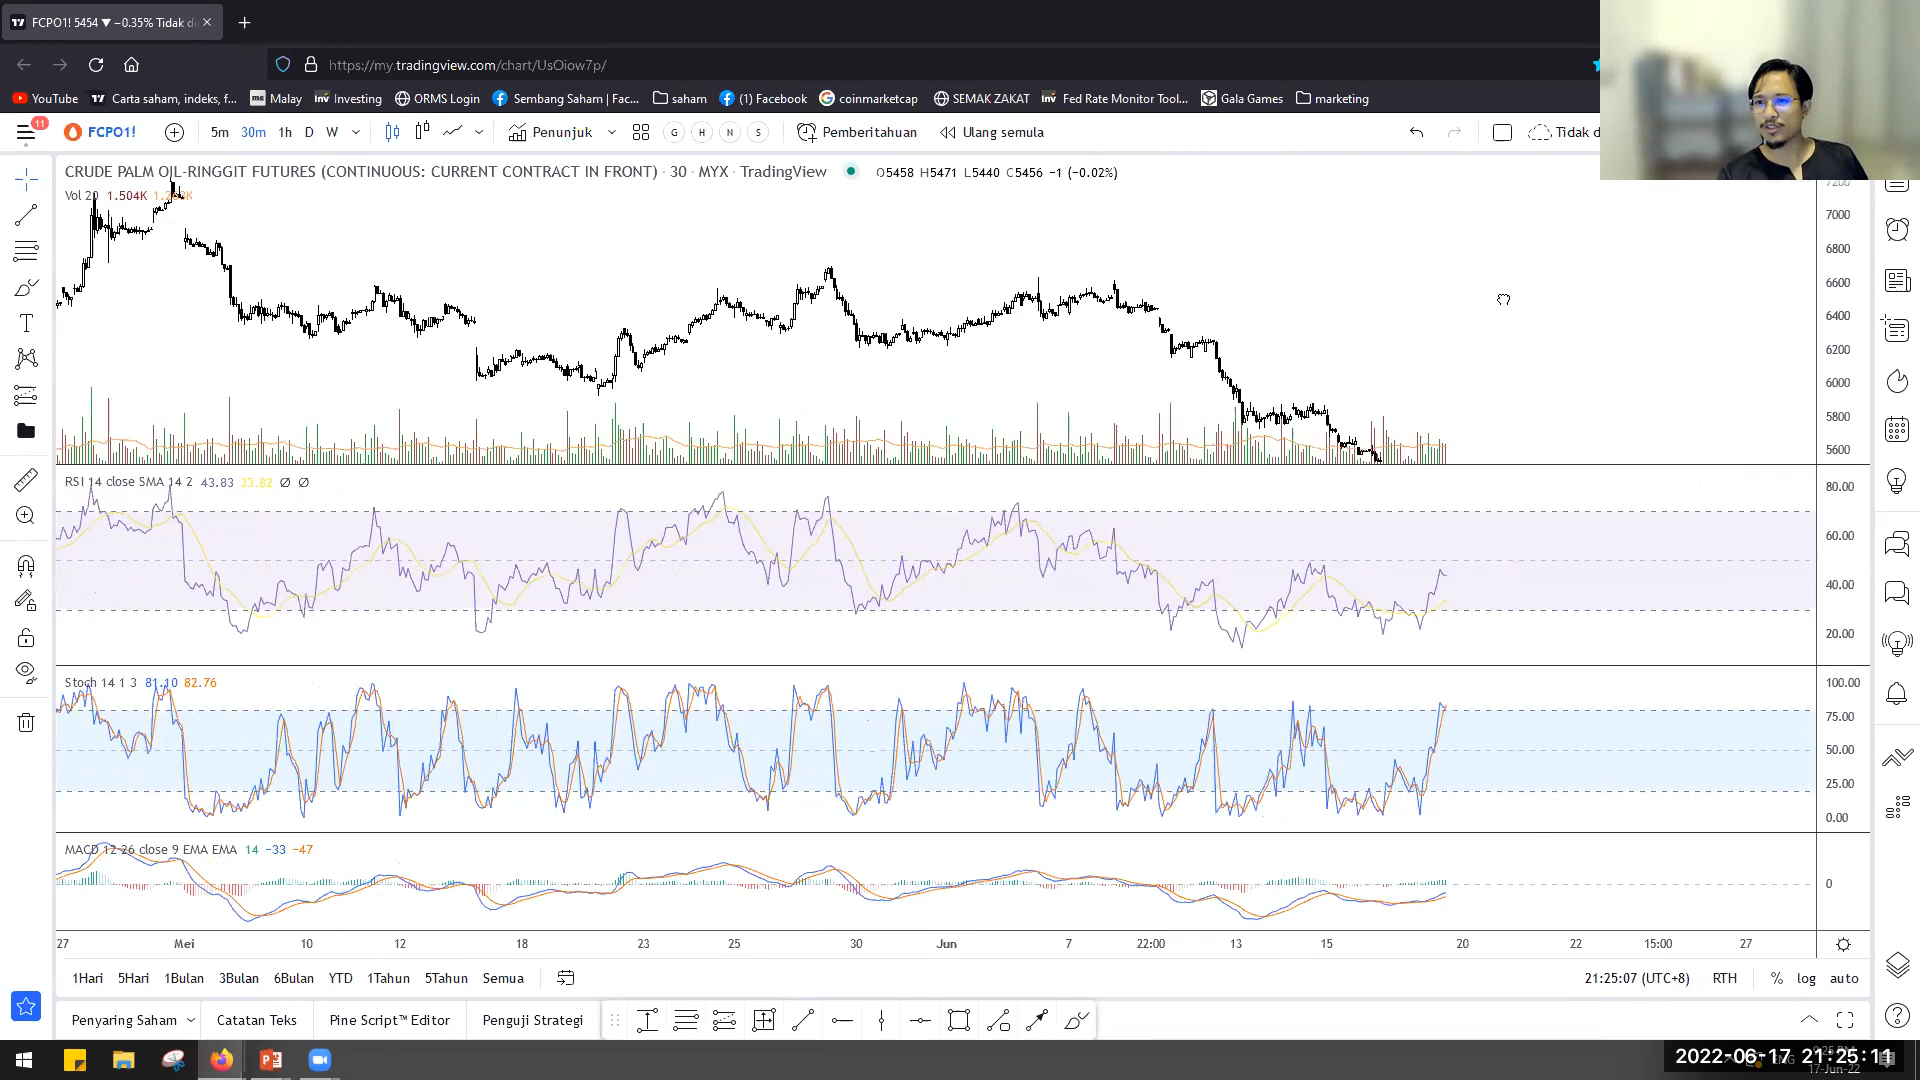 FCPO1! 5454 ▼ −0.35% Tidak di
https://my.tradingview.com/chart/UsOiow7p/
YouTube Carta saham, indeks, f... Malay Investing ORMS Login Sembang Saham | Fac... saham (1) Facebook coinmarketcap SEMAK ZAKAT Fed Rate Monitor Tool... Gala Games marketing
11 FCPO1! 5m 30m 1h D W Penunjuk G H N S Pemberitahuan Ulang semula Tidak d
CRUDE PALM OIL-RINGGIT FUTURES (CONTINUOUS: CURRENT CONTRACT IN FRONT) · 30 · MYX · TradingView O5458 H5471 L5440 C5456 −1 (−0.02%)
Vol 20 1.504K
7200
7000
6800
6600
6400
6200
6000
5800
5600
RSI 14 close SMA 14 2 43.83 33.82 Ø Ø
80.00
60.00
40.00
20.00
Stoch 14 1 3 81.10 82.76
100.00
75.00
50.00
25.00
0.00
MACD 12 26 close 9 EMA EMA 14 −33 −47
0
27 Mei 10 12 18 23 25 30 Jun 7 22:00 13 15 20 22 15:00 27
1Hari 5Hari 1Bulan 3Bulan 6Bulan YTD 1Tahun 5Tahun Semua 21:25:07 (UTC+8) RTH % log auto
Penyaring Saham Catatan Teks Pine Script™ Editor Penguji Strategi
2022-06-17 21:25:11
17-Jun-22